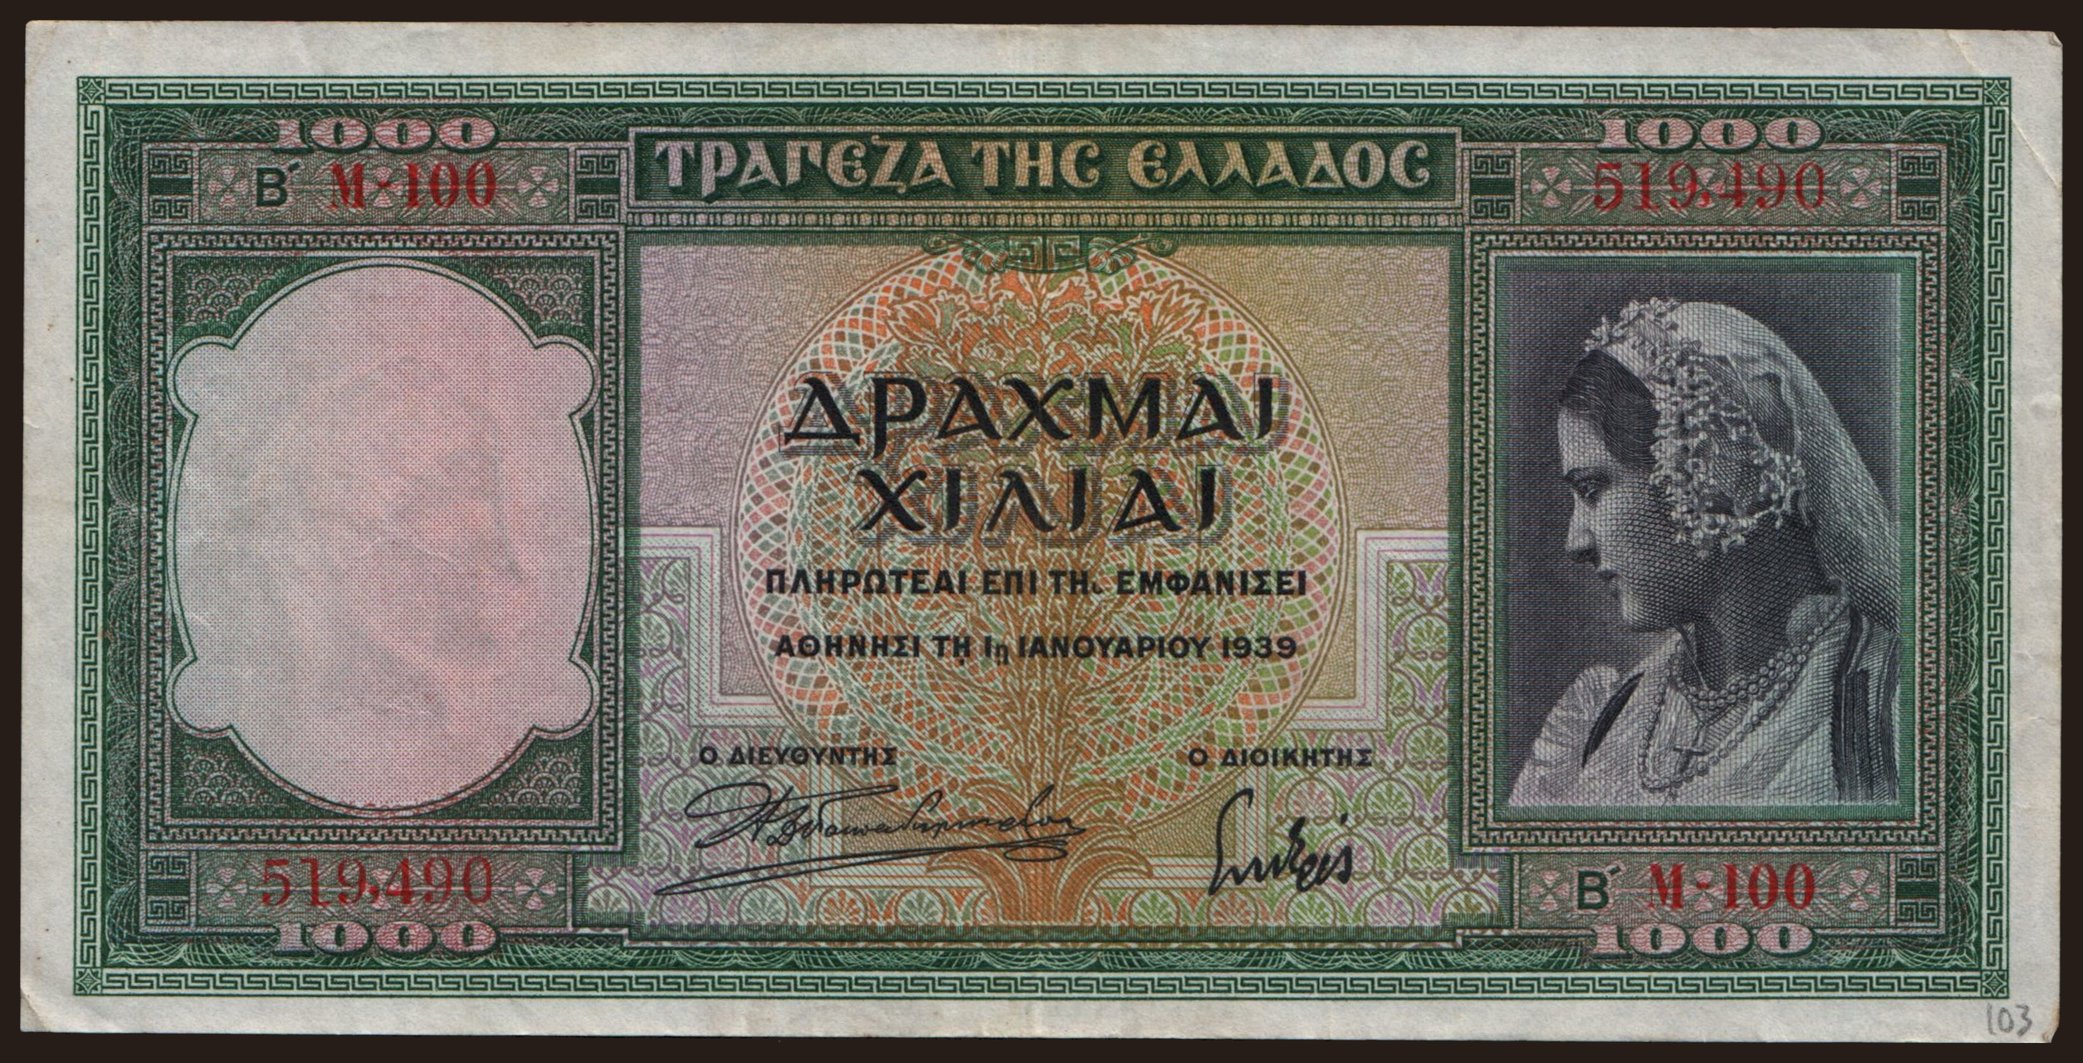 1000
1000
ΤΡΑΠΕΖΑ ΤΗΣ ΕΛΛΑΔΟΣ
Β΄ Μ-100
519,490
ΔΡΑΧΜΑΙ
ΧΙΛΙΑΙ
ΠΛΗΡΩΤΕΑΙ ΕΠΙ ΤΗι ΕΜΦΑΝΙΣΕΙ
ΑΘΗΝΗΣΙ ΤΗ 1η ΙΑΝΟΥΑΡΙΟΥ 1939
Ο ΔΙΕΥΘΥΝΤΗΣ
Ο ΔΙΟΙΚΗΤΗΣ
519,490
Β΄ Μ-100
1000
1000
103